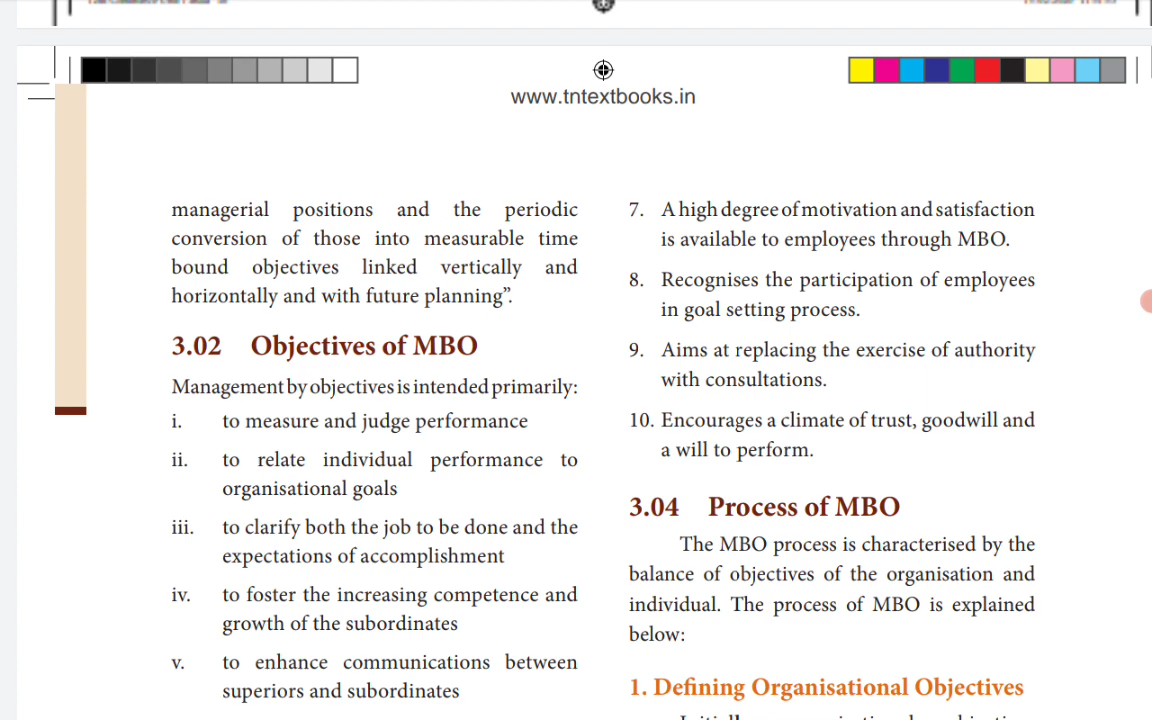 www.tntextbooks.in
managerial positions and the periodic
conversion of those into measurable time
bound objectives linked vertically and
horizontally and with future planning”.
3.02 Objectives of MBO
Management by objectives is intended primarily:
i. to measure and judge performance
ii. to relate individual performance to
organisational goals
iii. to clarify both the job to be done and the
expectations of accomplishment
iv. to foster the increasing competence and
growth of the subordinates
v. to enhance communications between
superiors and subordinates
7. A high degree of motivation and satisfaction
is available to employees through MBO.
8. Recognises the participation of employees
in goal setting process.
9. Aims at replacing the exercise of authority
with consultations.
10. Encourages a climate of trust, goodwill and
a will to perform.
3.04 Process of MBO
The MBO process is characterised by the
balance of objectives of the organisation and
individual. The process of MBO is explained
below:
1. Defining Organisational Objectives